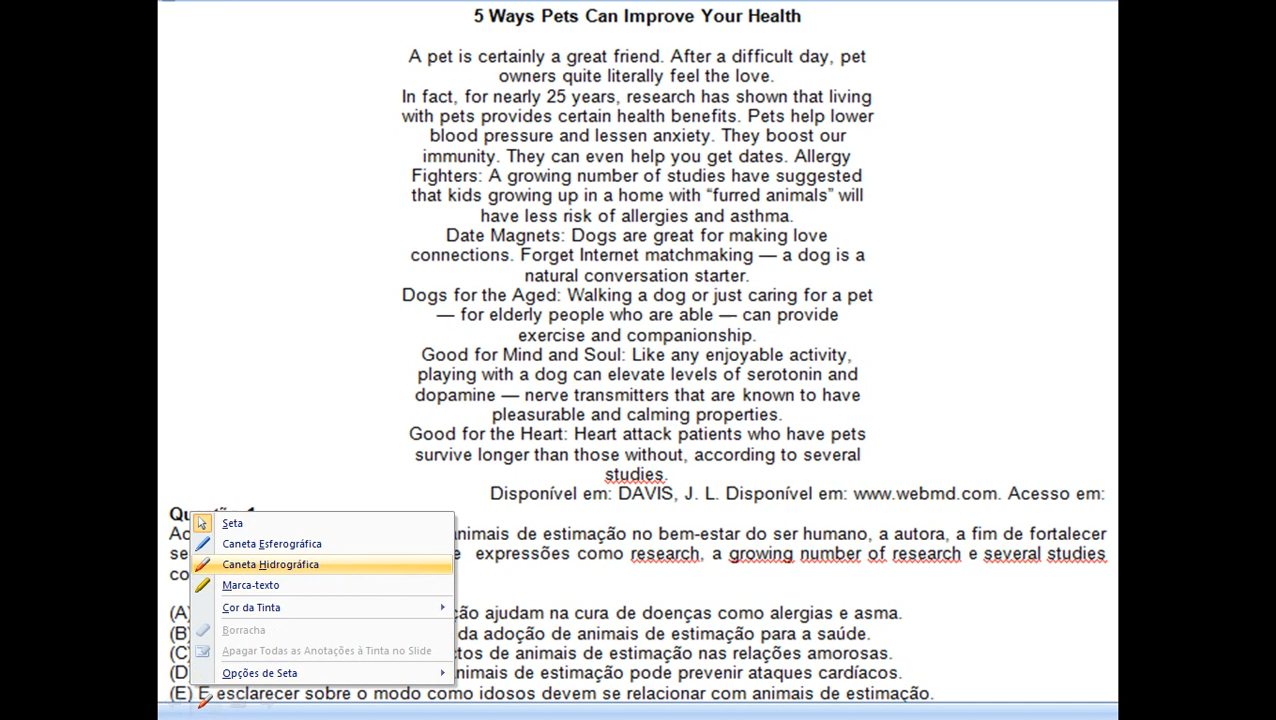 5 Ways Pets Can Improve Your Health
A pet is certainly a great friend. After a difficult day, pet
owners quite literally feel the love.
In fact, for nearly 25 years, research has shown that living
with pets provides certain health benefits. Pets help lower
blood pressure and lessen anxiety. They boost our
immunity. They can even help you get dates. Allergy
Fighters: A growing number of studies have suggested
that kids growing up in a home with “furred animals” will
have less risk of allergies and asthma.
Date Magnets: Dogs are great for making love
connections. Forget Internet matchmaking — a dog is a
natural conversation starter.
Dogs for the Aged: Walking a dog or just caring for a pet
— for elderly people who are able — can provide
exercise and companionship.
Good for Mind and Soul: Like any enjoyable activity,
playing with a dog can elevate levels of serotonin and
dopamine — nerve transmitters that are known to have
pleasurable and calming properties.
Good for the Heart: Heart attack patients who have pets
survive longer than those without, according to several
studies.
Disponível em: DAVIS, J. L. Disponível em: www.webmd.com. Acesso em:
animais de estimação no bem-estar do ser humano, a autora, a fim de fortalecer
e expressões como research, a growing number of research e several studies
(A) ção ajudam na cura de doenças como alergias e asma.
(B) da adoção de animais de estimação para a saúde.
(C) tos de animais de estimação nas relações amorosas.
(D) animais de estimação pode prevenir ataques cardíacos.
(E) E esclarecer sobre o modo como idosos devem se relacionar com animais de estimação.
Seta
Caneta Esferográfica
Caneta Hidrográfica
Marca-texto
Cor da Tinta
Borracha
Apagar Todas as Anotações à Tinta no Slide
Opções de Seta